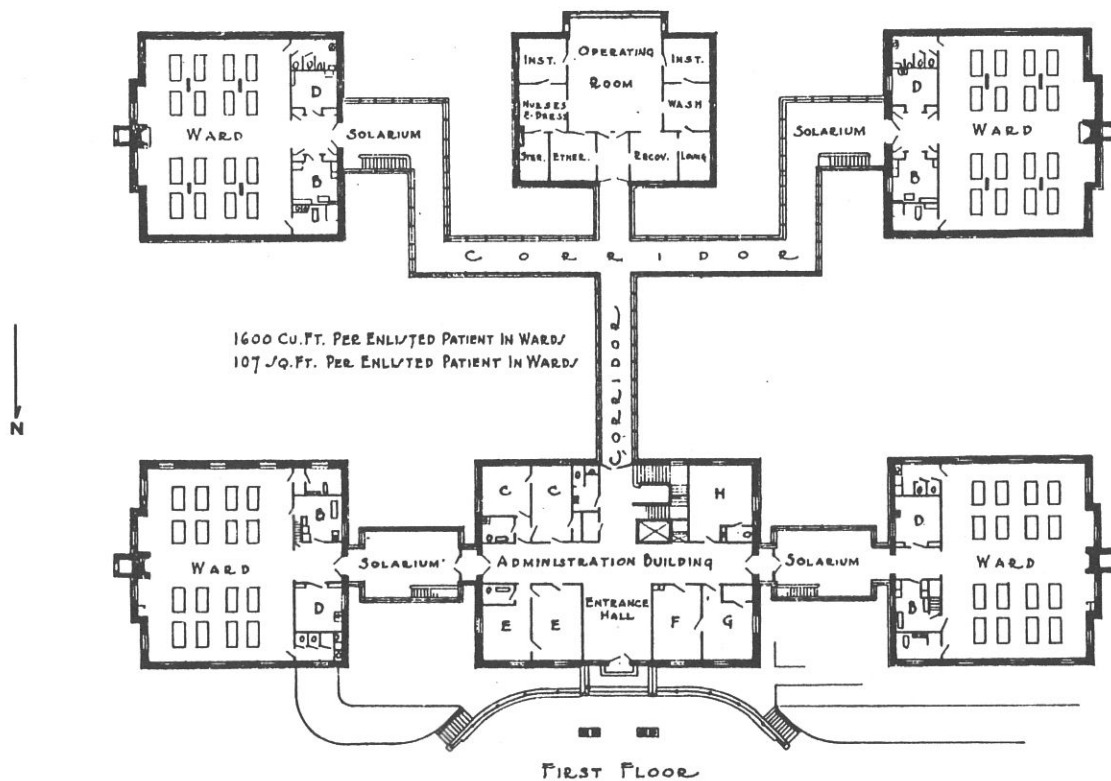 INST.
OPERATING
ROOM
INST.
NURSES
E-DRESS
WASH
STER.
ETHER.
RECOV.
D
WARD
SOLARIUM
B
D
SOLARIUM
WARD
B
CORRIDOR
1600 CU.FT. PER ENLISTED PATIENT IN WARDS
107 SQ.FT. PER ENLISTED PATIENT IN WARDS
CORRIDOR
N
B
WARD
SOLARIUM
D
C
C
H
ADMINISTRATION BUILDING
E
E
ENTRANCE
HALL
F
G
D
SOLARIUM
WARD
B
FIRST FLOOR